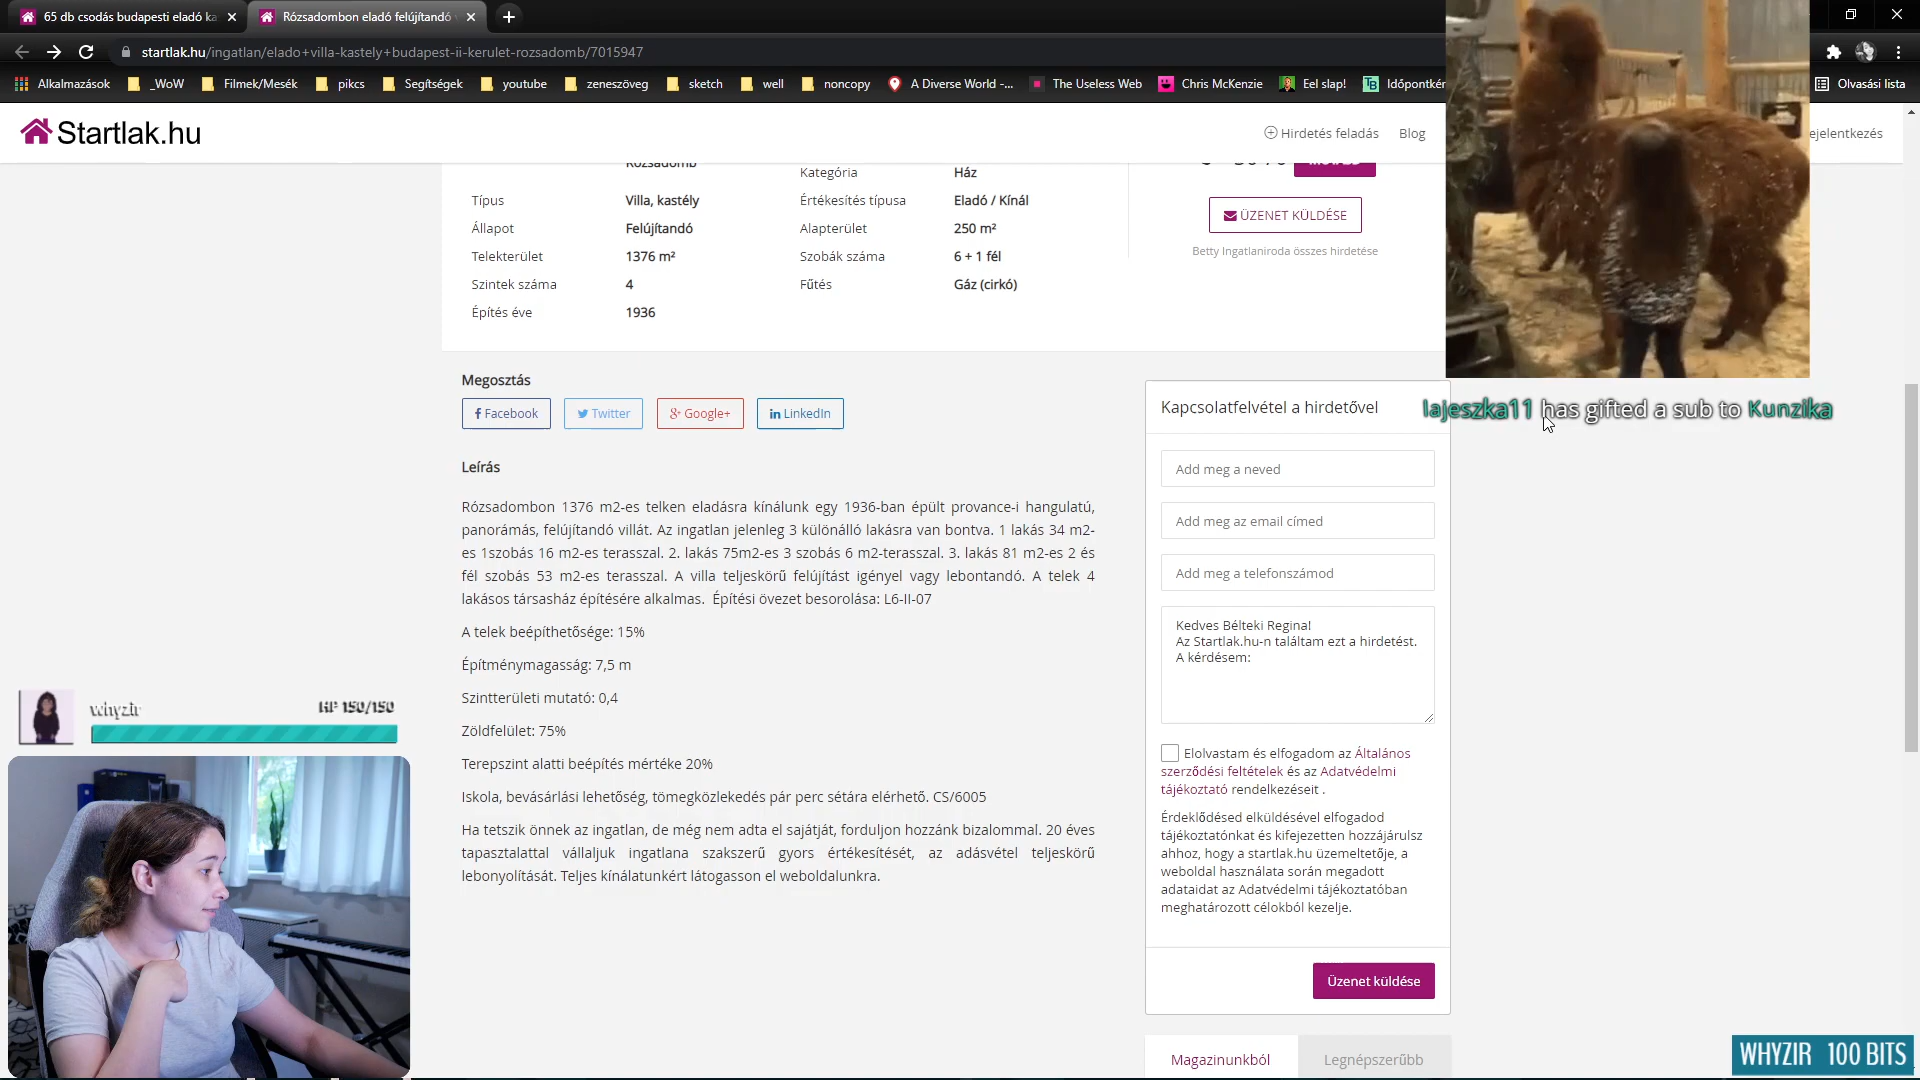 65 db csodás budapesti eladó ka
Rózsadombon eladó felújítandó v
startlak.hu/ingatlan/elado+villa-kastely+budapest-ii-kerulet-rozsadomb/7015947
Alkalmazások
_WoW
Filmek/Mesék
pikcs
Segítségek
youtube
zeneszöveg
sketch
well
noncopy
A Diverse World -...
The Useless Web
Chris McKenzie
Eel slap!
Időpontkér
Olvasási lista
Startlak.hu
Hirdetés feladás
Blog
ejelentkezés
Rózsadomb
Kategória Ház
Típus Villa, kastély Értékesítés típusa Eladó / Kínál
Állapot Felújítandó Alapterület 250 m²
Telekterület 1376 m² Szobák száma 6 + 1 fél
Szintek száma 4 Fűtés Gáz (cirkó)
Építés éve 1936
ÜZENET KÜLDÉSE
Betty Ingatlaniroda összes hirdetése
lajeszka11 has gifted a sub to Kunzika
Megosztás
Facebook
Twitter
Google+
LinkedIn
Leírás
Rózsadombon 1376 m2-es telken eladásra kínálunk egy 1936-ban épült provance-i hangulatú,
panorámás, felújítandó villát. Az ingatlan jelenleg 3 különálló lakásra van bontva. 1 lakás 34 m2-
es 1szobás 16 m2-es terasszal. 2. lakás 75m2-es 3 szobás 6 m2-terasszal. 3. lakás 81 m2-es 2 és
fél szobás 53 m2-es terasszal. A villa teljeskörű felújítást igényel vagy lebontandó. A telek 4
lakásos társasház építésére alkalmas. Építési övezet besorolása: L6-II-07
A telek beépíthetősége: 15%
Építménymagasság: 7,5 m
Szintterületi mutató: 0,4
Zöldfelület: 75%
Terepszint alatti beépítés mértéke 20%
Iskola, bevásárlási lehetőség, tömegközlekedés pár perc sétára elérhető. CS/6005
Ha tetszik önnek az ingatlan, de még nem adta el sajátját, forduljon hozzánk bizalommal. 20 éves
tapasztalattal vállaljuk ingatlana szakszerű gyors értékesítését, az adásvétel teljeskörű
lebonyolítását. Teljes kínálatunkért látogasson el weboldalunkra.
Kapcsolatfelvétel a hirdetővel
Add meg a neved
Add meg az email címed
Add meg a telefonszámod
Kedves Bélteki Regina!
Az Startlak.hu-n találtam ezt a hirdetést.
A kérdésem:
Elolvastam és elfogadom az Általános
szerződési feltételek és az Adatvédelmi
tájékoztató rendelkezéseit .
Érdeklődésed elküldésével elfogadod
tájékoztatónkat és kifejezetten hozzájárulsz
ahhoz, hogy a startlak.hu üzemeltetője, a
weboldal használata során megadott
adataidat az Adatvédelmi tájékoztatóban
meghatározott célokból kezelje.
Üzenet küldése
Magazinunkból
Legnépszerűbb
whyzir HP 150/150
WHYZIR 100 BITS